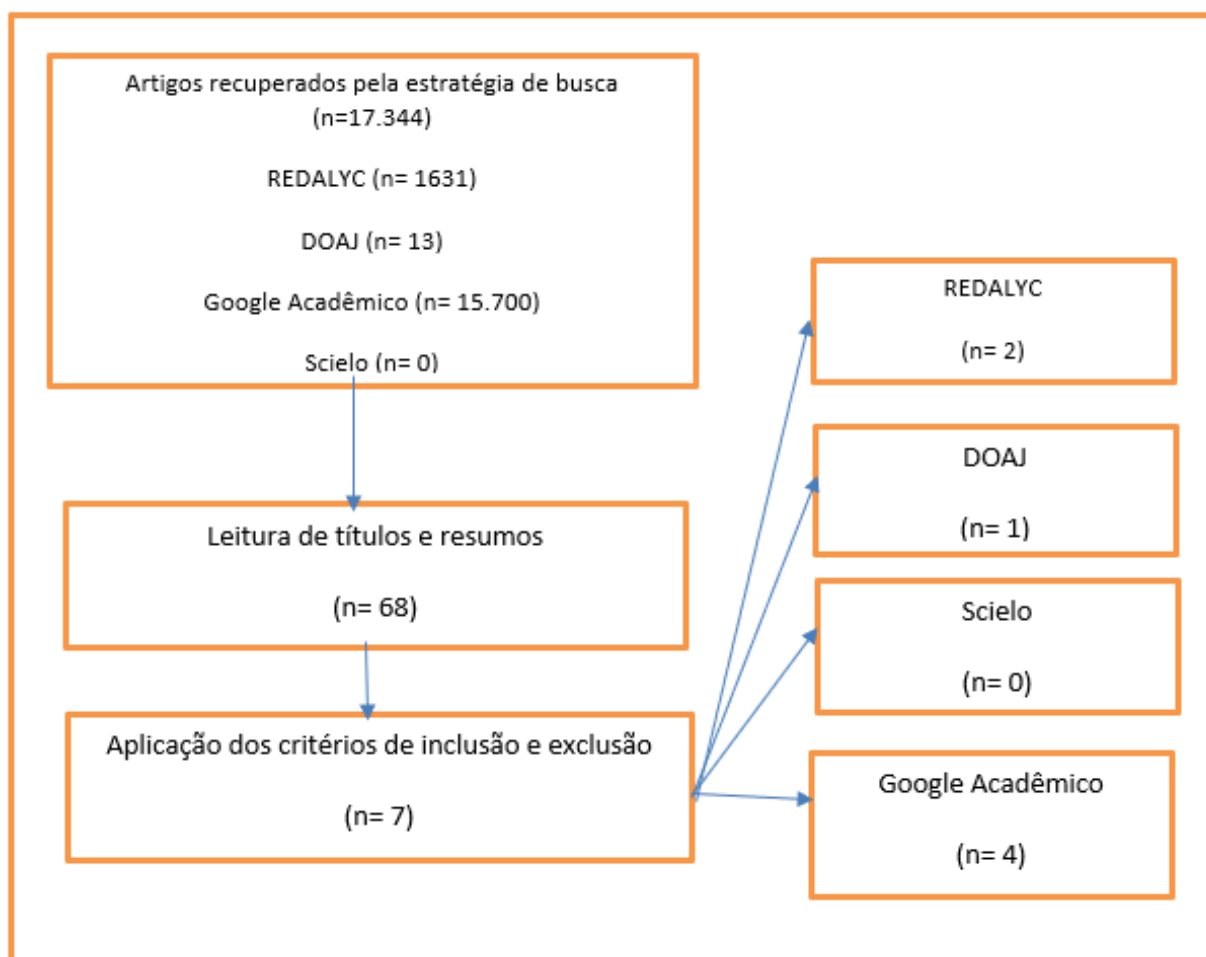 Artigos recuperados pela estratégia de busca
(n=17.344)
REDALYC (n= 1631)
DOAJ (n= 13)
Google Acadêmico (n= 15.700)
Scielo (n= 0)
Leitura de títulos e resumos
(n= 68)
Aplicação dos critérios de inclusão e exclusão
(n= 7)
REDALYC
(n= 2)
DOAJ
(n= 1)
Scielo
(n= 0)
Google Acadêmico
(n= 4)